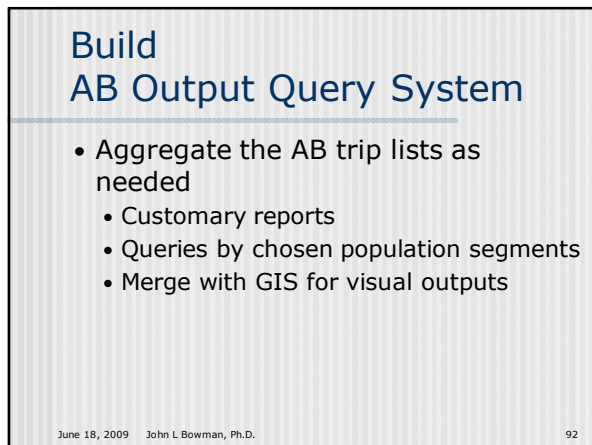 Build
AB Output Query System
• Aggregate the AB trip lists as
needed
• Customary reports
• Queries by chosen population segments
• Merge with GIS for visual outputs
June 18, 2009 John L Bowman, Ph.D. 92